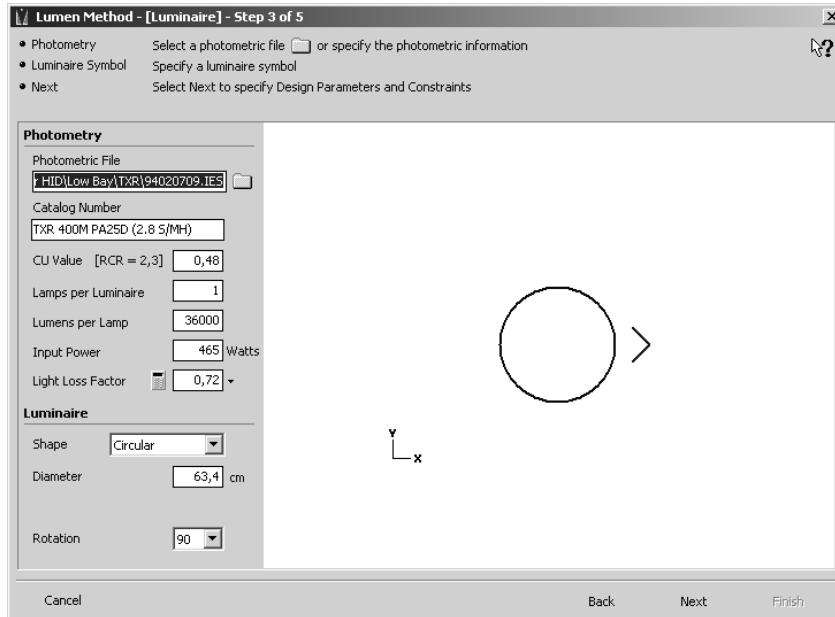 Lumen Method - [Luminaire] - Step 3 of 5
Photometry Select a photometric file or specify the photometric information
Luminaire Symbol Specify a luminaire symbol
Next Select Next to specify Design Parameters and Constraints
Photometry
Photometric File
r HID\Low Bay\TXR\94020709.IES
Catalog Number
TXR 400M PA25D (2.8 S/MH)
CU Value [RCR = 2,3] 0,48
Lamps per Luminaire 1
Lumens per Lamp 36000
Input Power 465 Watts
Light Loss Factor 0,72
Luminaire
Shape Circular
Diameter 63,4 cm
Rotation 90
Y
X
Cancel Back Next Finish